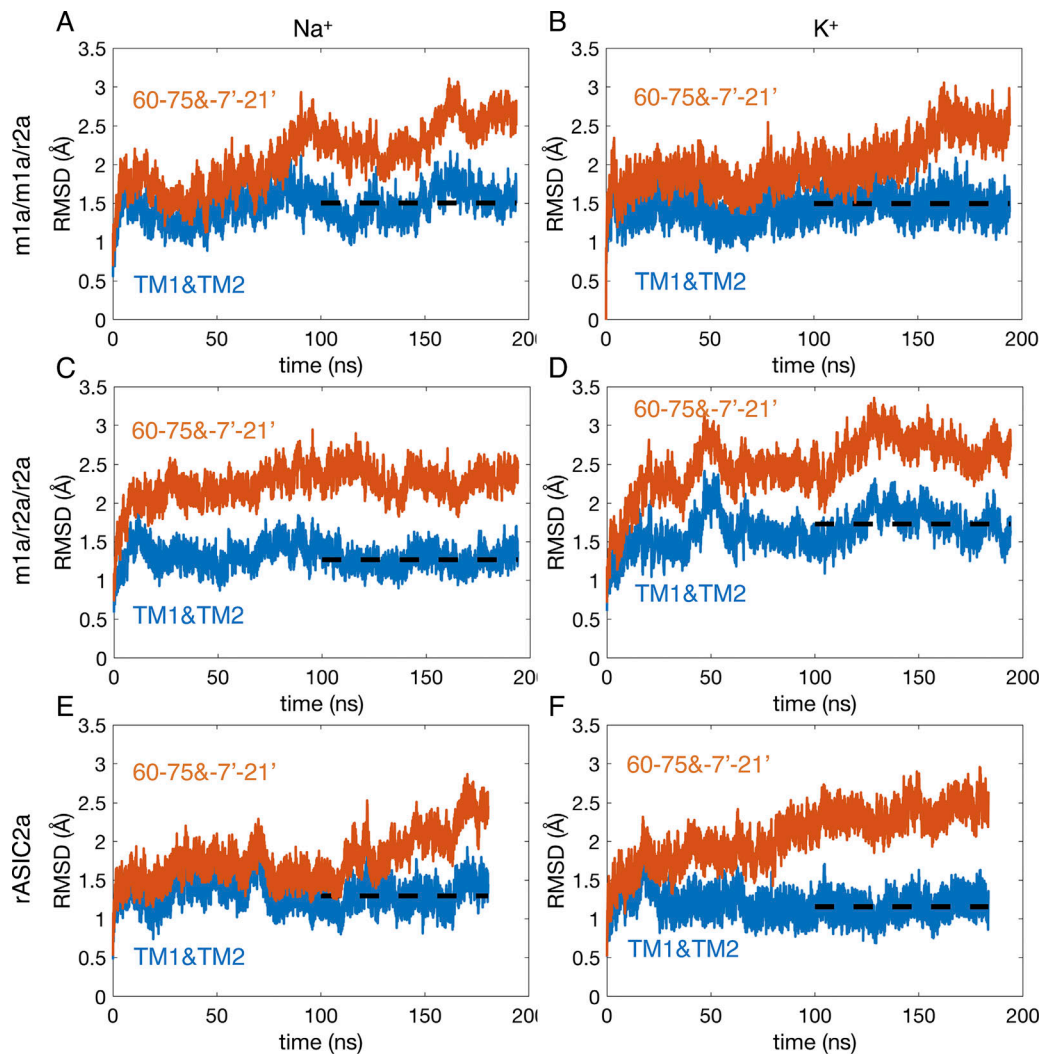 A
Na⁺
B
K⁺
m1a/m1a/r2a
RMSD (Å)
3.5
3
2.5
2
1.5
1
0.5
0
60-75&-7'-21'
TM1&TM2
0 50 100 150 200
time (ns)
RMSD (Å)
3.5
3
2.5
2
1.5
1
0.5
0
60-75&-7'-21'
TM1&TM2
0 50 100 150 200
time (ns)
C
D
m1a/r2a/r2a
RMSD (Å)
3.5
3
2.5
2
1.5
1
0.5
0
60-75&-7'-21'
TM1&TM2
0 50 100 150 200
time (ns)
RMSD (Å)
3.5
3
2.5
2
1.5
1
0.5
0
60-75&-7'-21'
TM1&TM2
0 50 100 150 200
time (ns)
E
F
rASIC2a
RMSD (Å)
3.5
3
2.5
2
1.5
1
0.5
0
60-75&-7'-21'
TM1&TM2
0 50 100 150 200
time (ns)
RMSD (Å)
3.5
3
2.5
2
1.5
1
0.5
0
60-75&-7'-21'
TM1&TM2
0 50 100 150 200
time (ns)